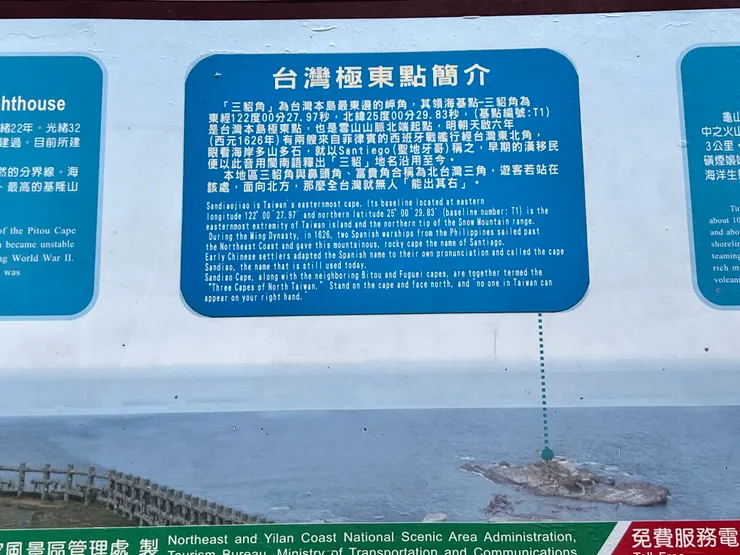 hthouse
緒22年。光緒32
建過。目前所建
然的分界線。海
、最高的基隆山
of the Pitou Cape
n became unstable
ng World War II.
was
台灣極東點簡介
「三貂角」為台灣本島最東邊的岬角，其領海基點-三貂角為
東經122度00分27.97秒，北緯25度00分29.83秒，(基點編號:T1)
是台灣本島極東點，也是雪山山脈北端起點，明朝天啟六年
(西元1626年)有兩艘來自菲律賓的西班牙戰艦行經台灣東北角，
眼看海岸多山多石，就以Santiego(聖地牙哥)稱之，早期的漢移民
便以此音用閩南語釋出「三貂」地名沿用至今。
本地區三貂角與鼻頭角、富貴角合稱為北台灣三角，遊客若站在
該處，面向北方，那麼全台灣就無人「能出其右」。
Sandiaojiao is Taiwan's easternmost cape. Its baseline located at eastern
longitude 122° 00' 27.97" and northern latitude 25° 00' 29.83" (baseline number: T1) is the
easternmost extremity of Taiwan island and the northern tip of the Snow Mountain range.
During the Ming Dynasty, in 1626, two Spanish warships from the Philippines sailed past
the Northeast Coast and gave this mountainous, rocky cape the name of Santiago.
Early Chinese settlers adapted the Spanish name to their own pronunciation and called the cape
Sandiao, the name that is still used today.
Sandiao Cape, along with the neighboring Bitou and Fuguei capes, are together termed the
"Three Capes of North Taiwan." Stand on the cape and face north, and "no one in Taiwan can
appear on your right hand."
龜山
中之火山
3公里，
磺煙
海洋生
Tu
about 10
and abo
shoreli
teaming
rich m
volcani
風景區管理處 製
Northeast and Yilan Coast National Scenic Area Administration,
Tourism Bureau, Ministry of Transportation and Communications
免費服務電